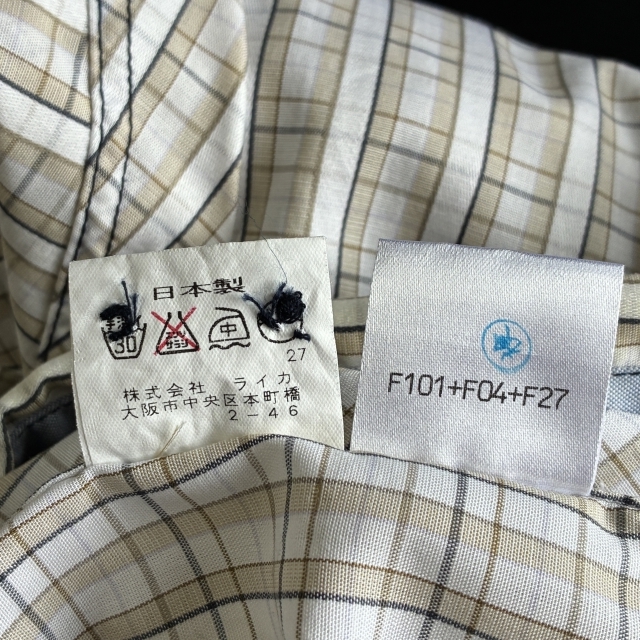 日本製
30
中
27
株式会社 ライカ
大阪市中央区本町橋
2-46
F101+F04+F27